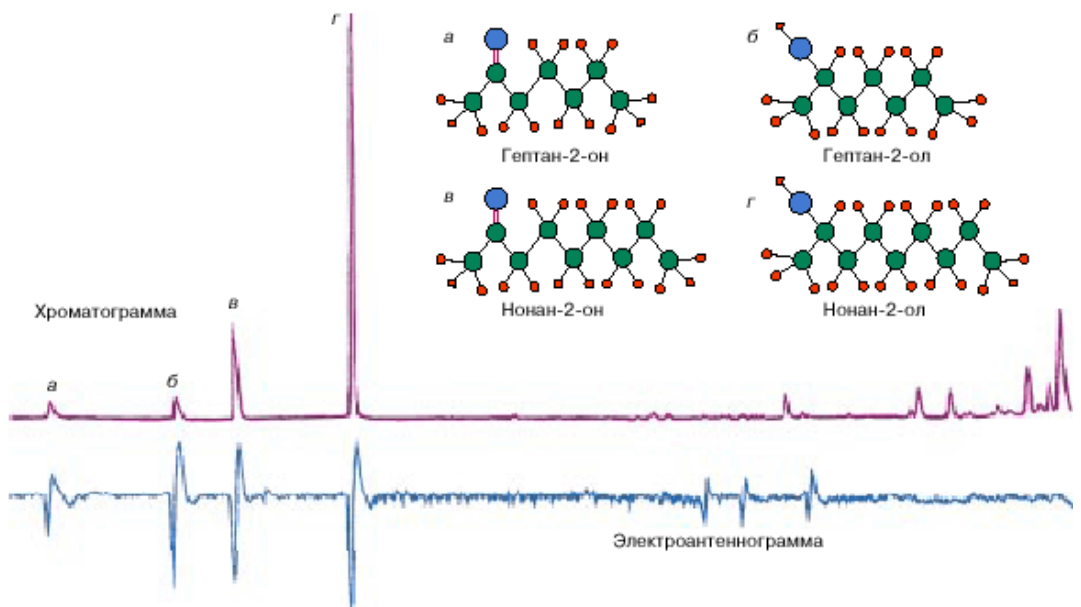 г
а
б
Гептан-2-он
Гептан-2-ол
в
г
Нонан-2-он
Нонан-2-ол
Хроматограмма
в
а
б
Электроантеннограмма